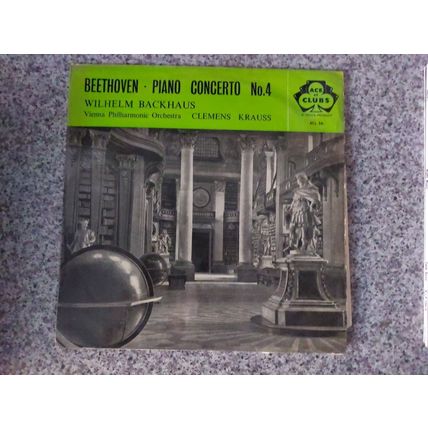 BEETHOVEN · PIANO CONCERTO No.4
WILHELM BACKHAUS
Vienna Philharmonic Orchestra CLEMENS KRAUSS
ACE
OF
CLUBS